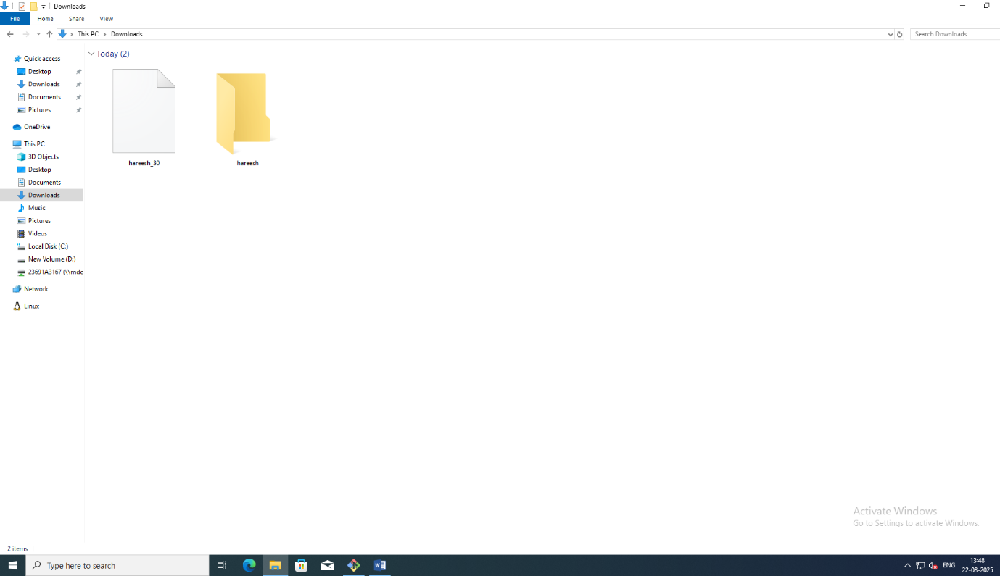 Downloads
File Home Share View
This PC Downloads
Search Downloads
Quick access
Desktop
Downloads
Documents
Pictures
OneDrive
This PC
3D Objects
Desktop
Documents
Downloads
Music
Pictures
Videos
Local Disk (C:)
New Volume (D:)
23691A3167 (\\mdc
Network
Linux
Today (2)
hareesh_30
hareesh
Activate Windows
Go to Settings to activate Windows.
2 items
Type here to search
ENG
13:48
22-08-2025